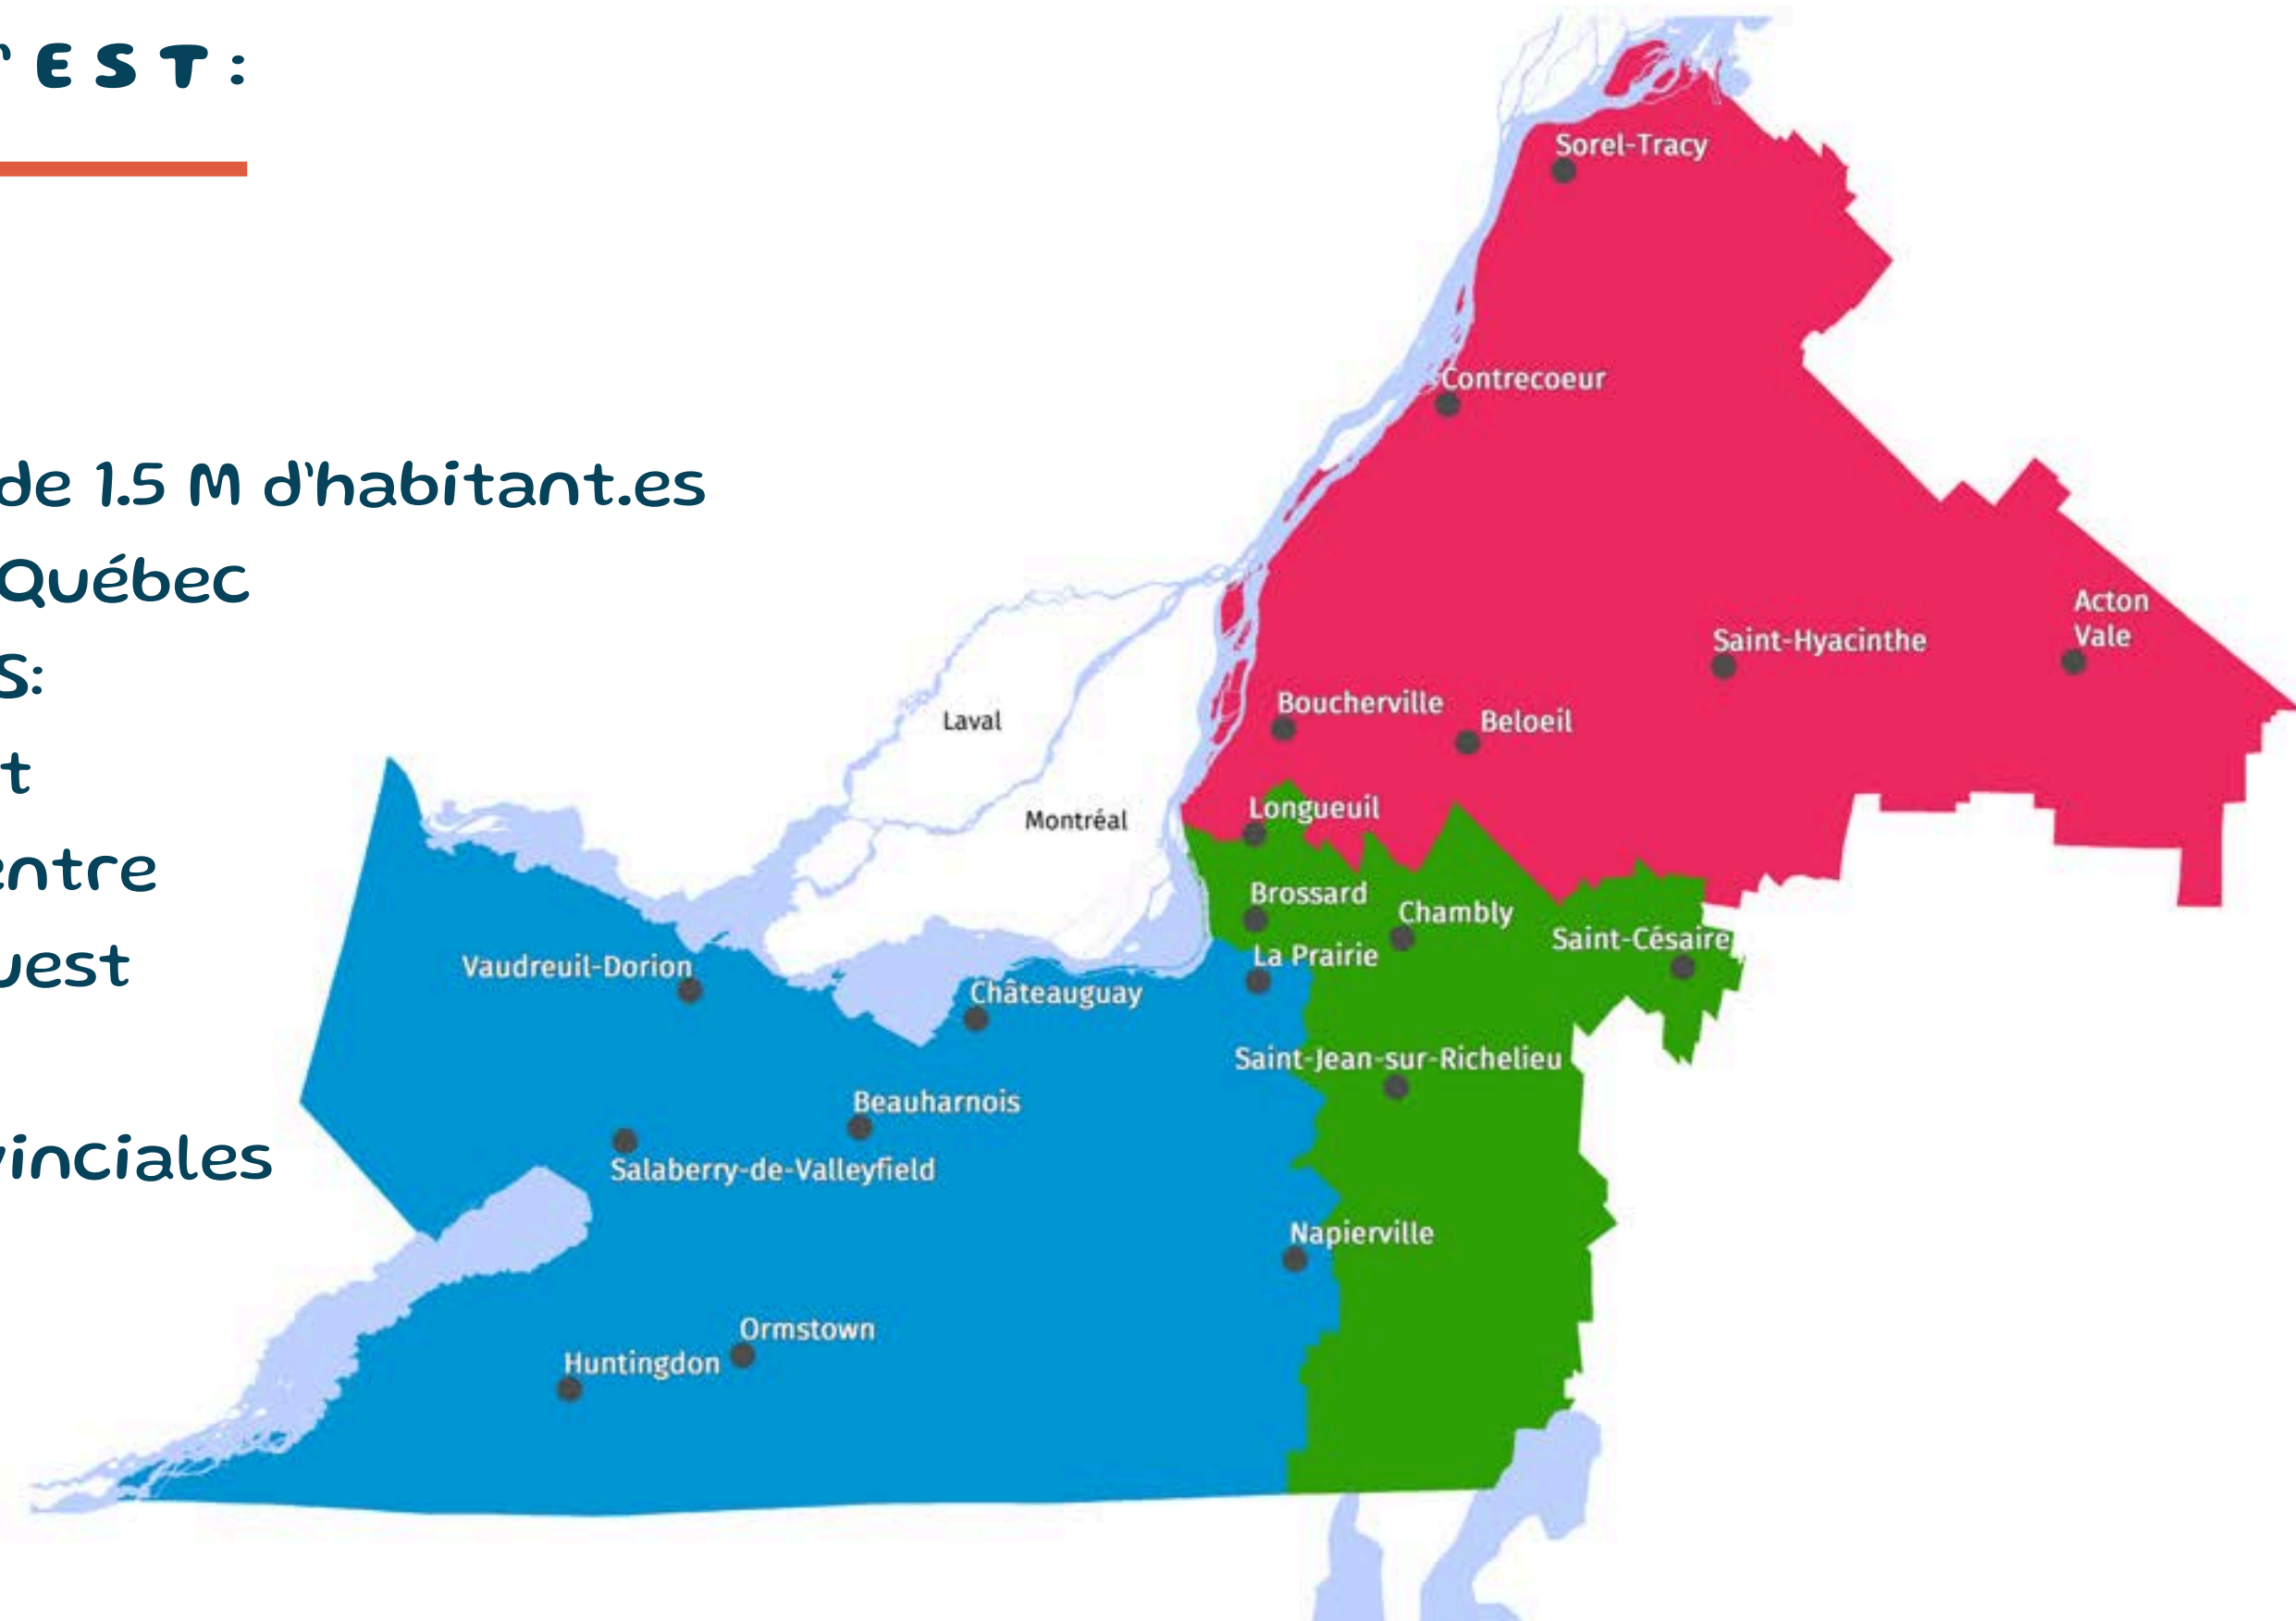 'EST:
de 1.5 M d'habitant.es
Québec
S:
t
entre
uest
vinciales
Sorel-Tracy
Contrecoeur
Acton
Vale
Saint-Hyacinthe
Boucherville
Beloeil
Laval
Longueuil
Montréal
Brossard
Chambly
Saint-Césaire
La Prairie
Vaudreuil-Dorion
Châteauguay
Saint-Jean-sur-Richelieu
Beauharnois
Salaberry-de-Valleyfield
Napierville
Ormstown
Huntingdon